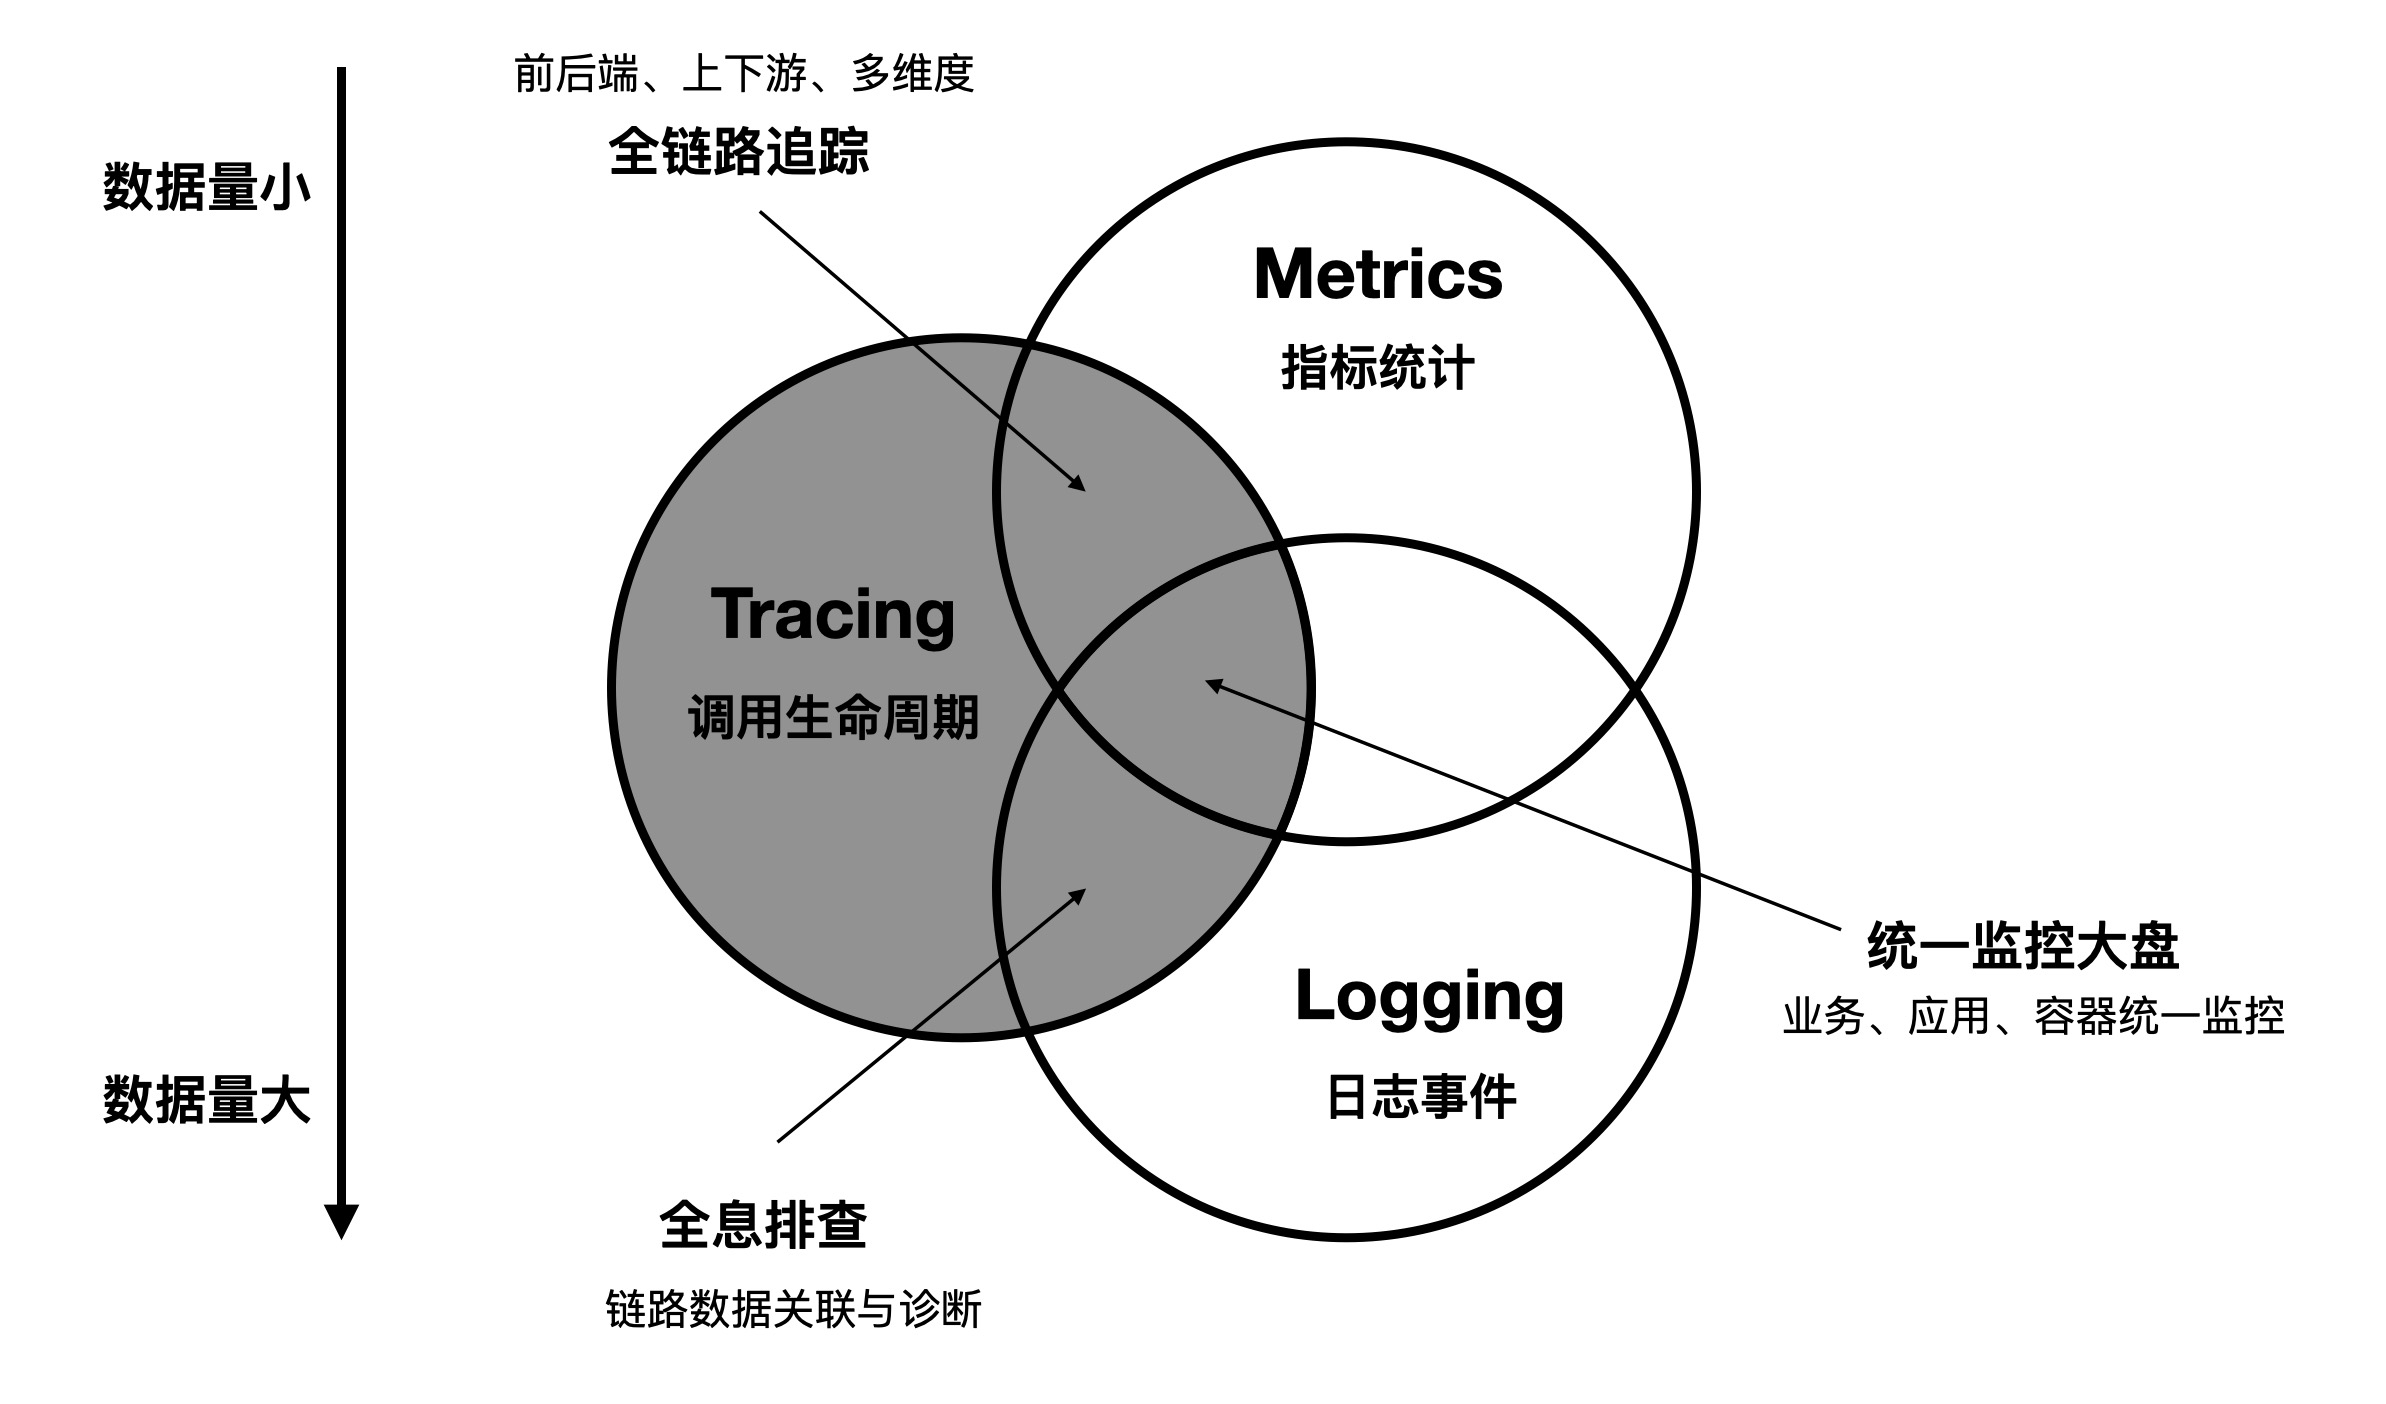 前后端、上下游、多维度
全链路追踪
数据量小
Metrics
指标统计
Tracing
调用生命周期
统一监控大盘
业务、应用、容器统一监控
Logging
日志事件
数据量大
全息排查
链路数据关联与诊断